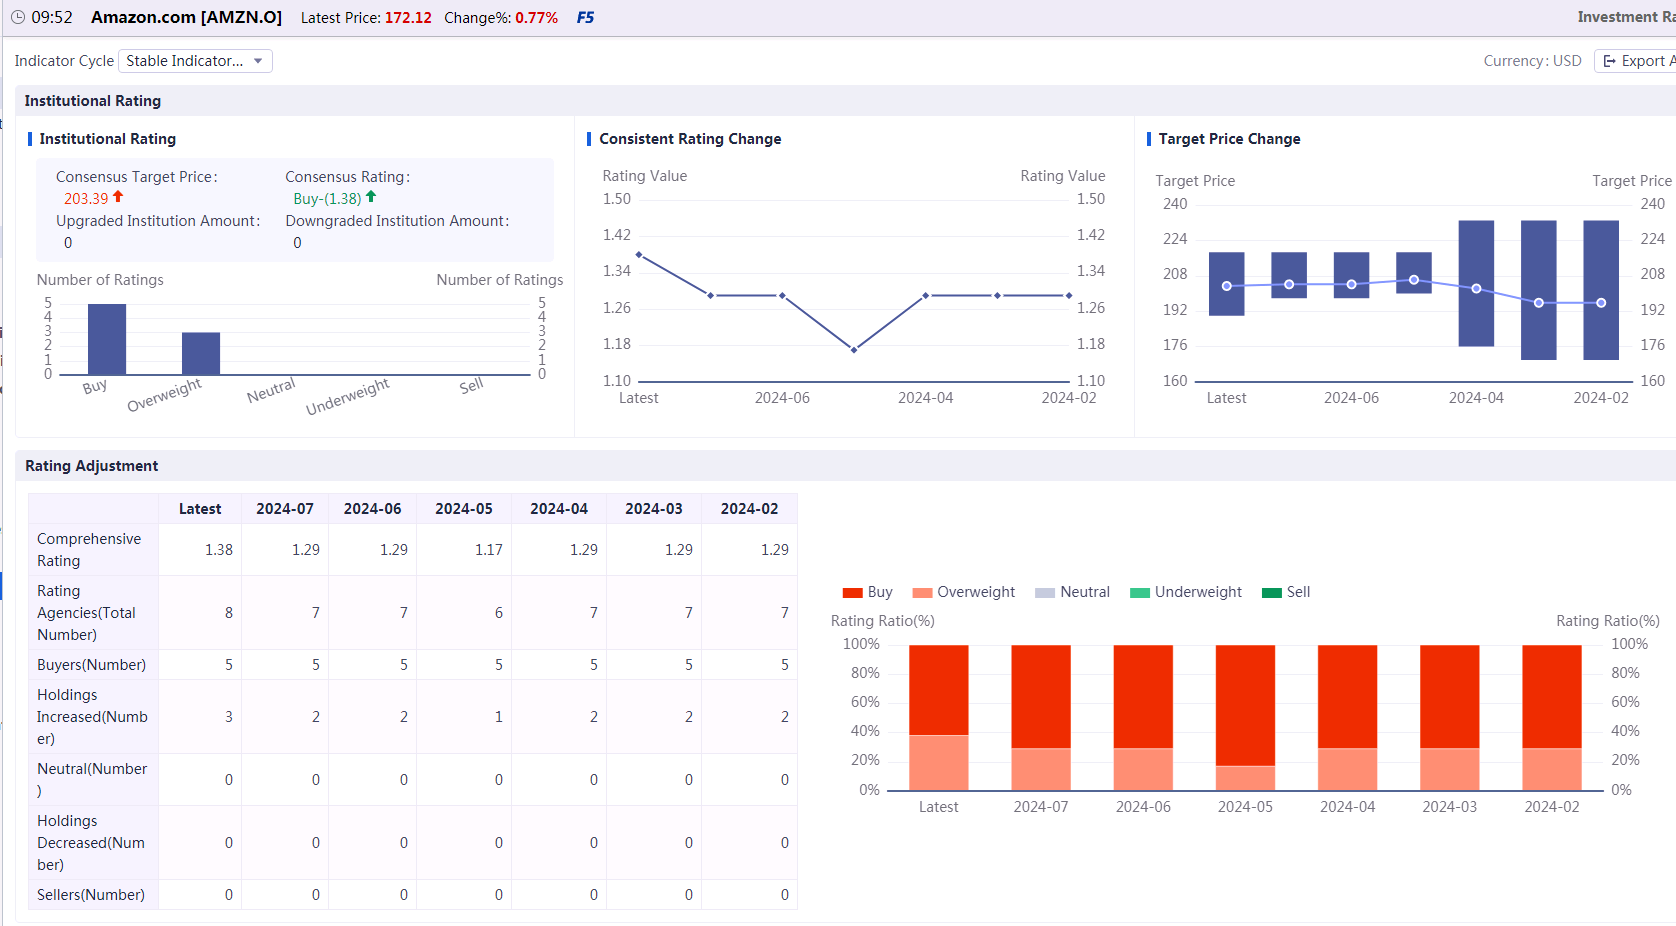 09:52 Amazon.com [AMZN.O] Latest Price: 172.12 Change%: 0.77% F5 Investment Ra
Indicator Cycle Stable Indicator... Currency: USD Export A
Institutional Rating
Institutional Rating
Consensus Target Price: Consensus Rating:
203.39 Buy-(1.38)
Upgraded Institution Amount: Downgraded Institution Amount:
0 0
Number of Ratings Number of Ratings
5 5
4 4
3 3
2 2
1 1
0 0
Buy Overweight Neutral Underweight Sell
Consistent Rating Change
Rating Value Rating Value
1.50 1.50
1.42 1.42
1.34 1.34
1.26 1.26
1.18 1.18
1.10 1.10
Latest 2024-06 2024-04 2024-02
Target Price Change
Target Price Target Price
240 240
224 224
208 208
192 192
176 176
160 160
Latest 2024-06 2024-04 2024-02
Rating Adjustment
Latest 2024-07 2024-06 2024-05 2024-04 2024-03 2024-02
Comprehensive
Rating
1.38 1.29 1.29 1.17 1.29 1.29 1.29
Rating
Agencies(Total
Number)
8 7 7 6 7 7 7
Buyers(Number) 5 5 5 5 5 5 5
Holdings
Increased(Numb
er)
3 2 2 1 2 2 2
Neutral(Number
)
0 0 0 0 0 0 0
Holdings
Decreased(Num
ber)
0 0 0 0 0 0 0
Sellers(Number) 0 0 0 0 0 0 0
Buy Overweight Neutral Underweight Sell
Rating Ratio(%) Rating Ratio(%)
100% 100%
80% 80%
60% 60%
40% 40%
20% 20%
0% 0%
Latest 2024-07 2024-06 2024-05 2024-04 2024-03 2024-02